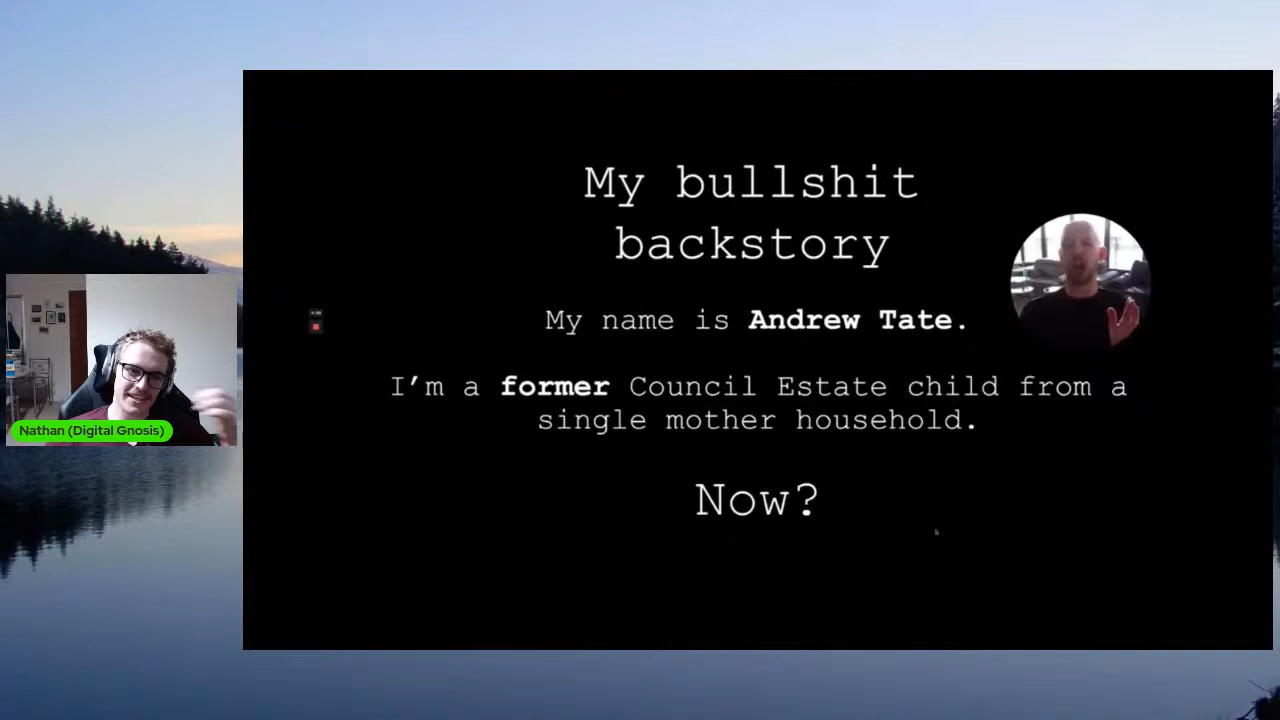 My bullshit
backstory
My name is Andrew Tate.
I'm a former Council Estate child from a
single mother household.
Now?
Nathan (Digital Gnosis)